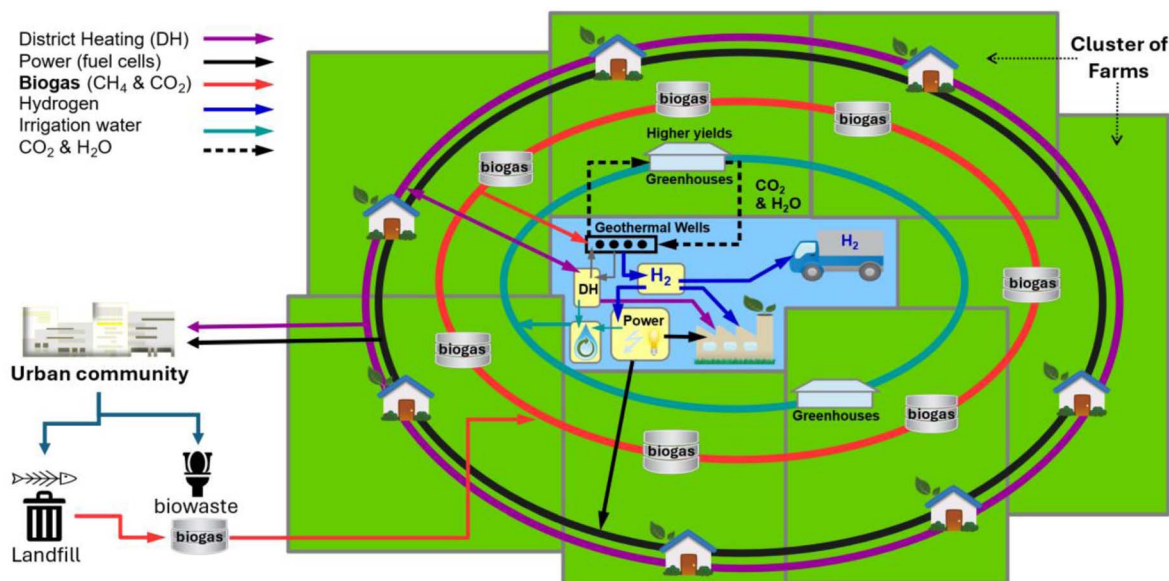 District Heating (DH)
Power (fuel cells)
Biogas (CH₄ & CO₂)
Hydrogen
Irrigation water
CO₂ & H₂O
Cluster of
Farms
biogas
biogas
biogas
Higher yields
Greenhouses
CO₂
& H₂O
Geothermal Wells
H₂
H₂
DH
biogas
Power
biogas
Urban community
Greenhouses
biogas
biogas
biowaste
biogas
Landfill